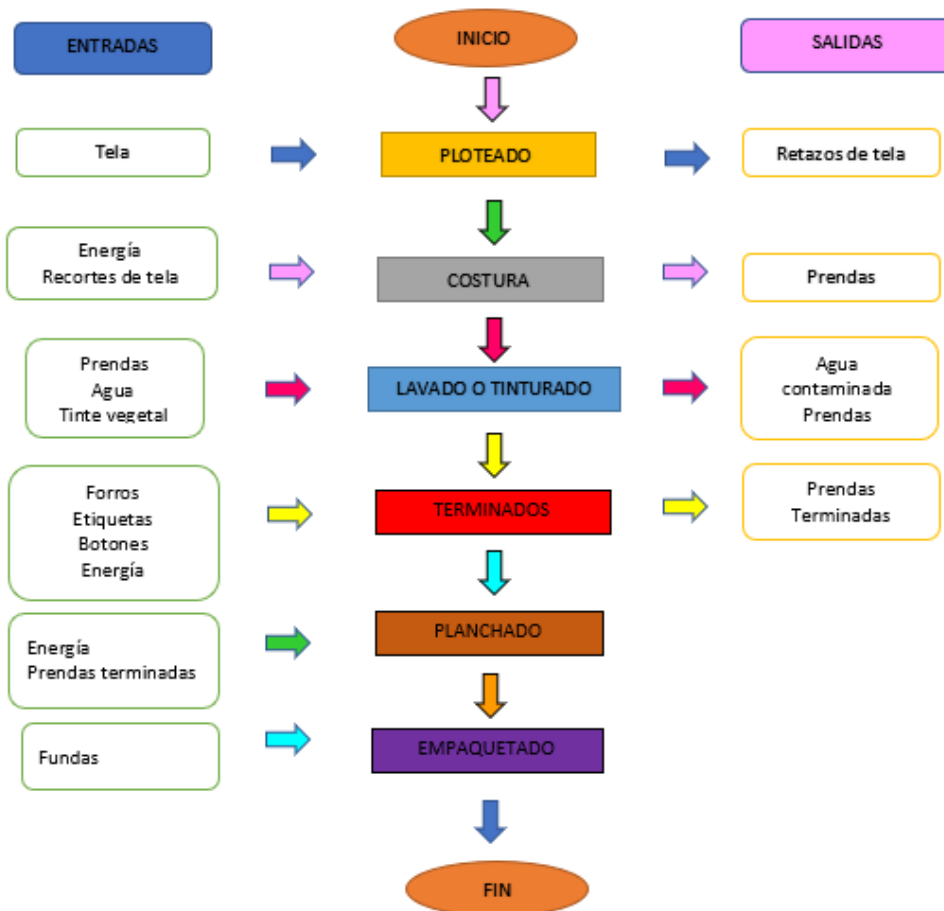 ENTRADAS
INICIO
SALIDAS
Tela
PLOTEADO
Retazos de tela
Energía
Recortes de tela
COSTURA
Prendas
Prendas
Agua
Tinte vegetal
LAVADO O TINTURADO
Agua
contaminada
Prendas
Forros
Etiquetas
Botones
Energía
TERMINADOS
Prendas
Terminadas
Energía
Prendas terminadas
PLANCHADO
Fundas
EMPAQUETADO
FIN